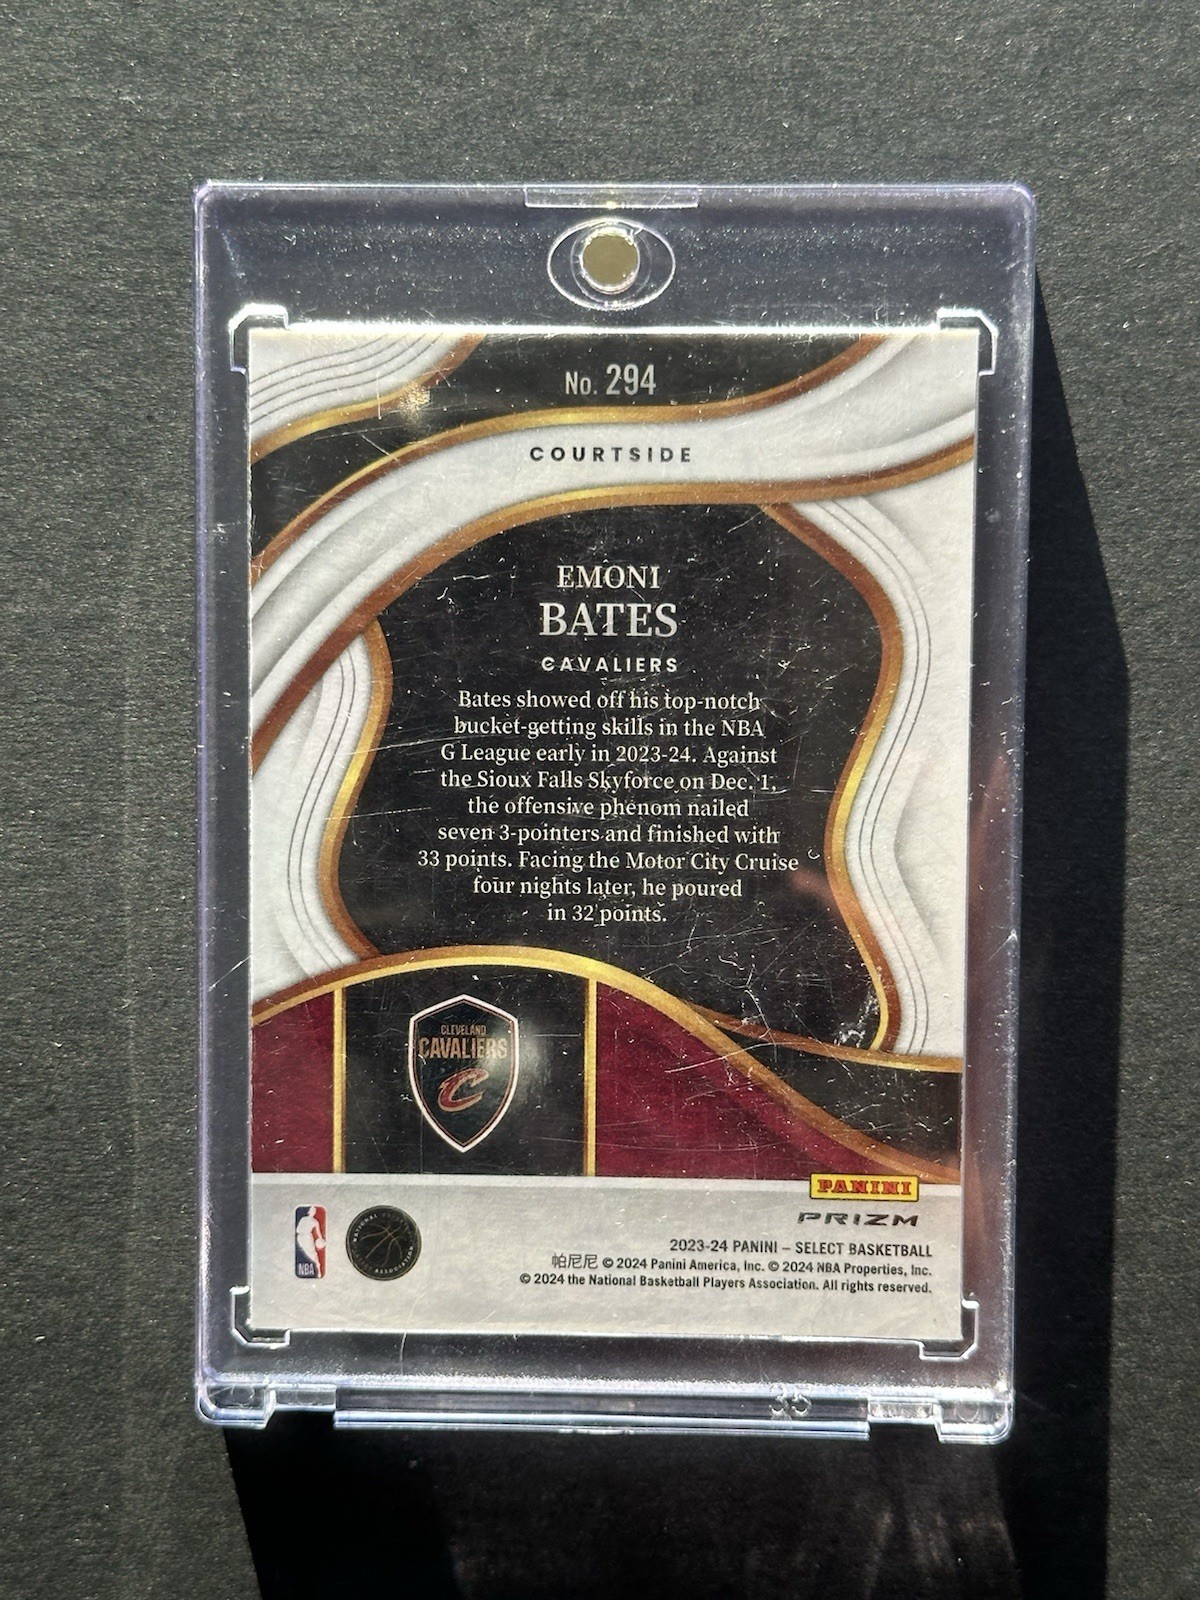 No. 294
COURTSIDE
EMONI
BATES
CAVALIERS
Bates showed off his top-notch
bucket-getting skills in the NBA
G League early in 2023-24. Against
the Sioux Falls Skyforce on Dec. 1,
the offensive phenom nailed
seven 3-pointers and finished with
33 points. Facing the Motor City Cruise
four nights later, he poured
in 32 points.
CLEVELAND
CAVALIERS
C
PANINI
PRIZM
NBA
NATIONAL
ASSOCIATION
2023-24 PANINI – SELECT BASKETBALL
帕尼尼 © 2024 Panini America, Inc. © 2024 NBA Properties, Inc.
© 2024 the National Basketball Players Association. All rights reserved.
35